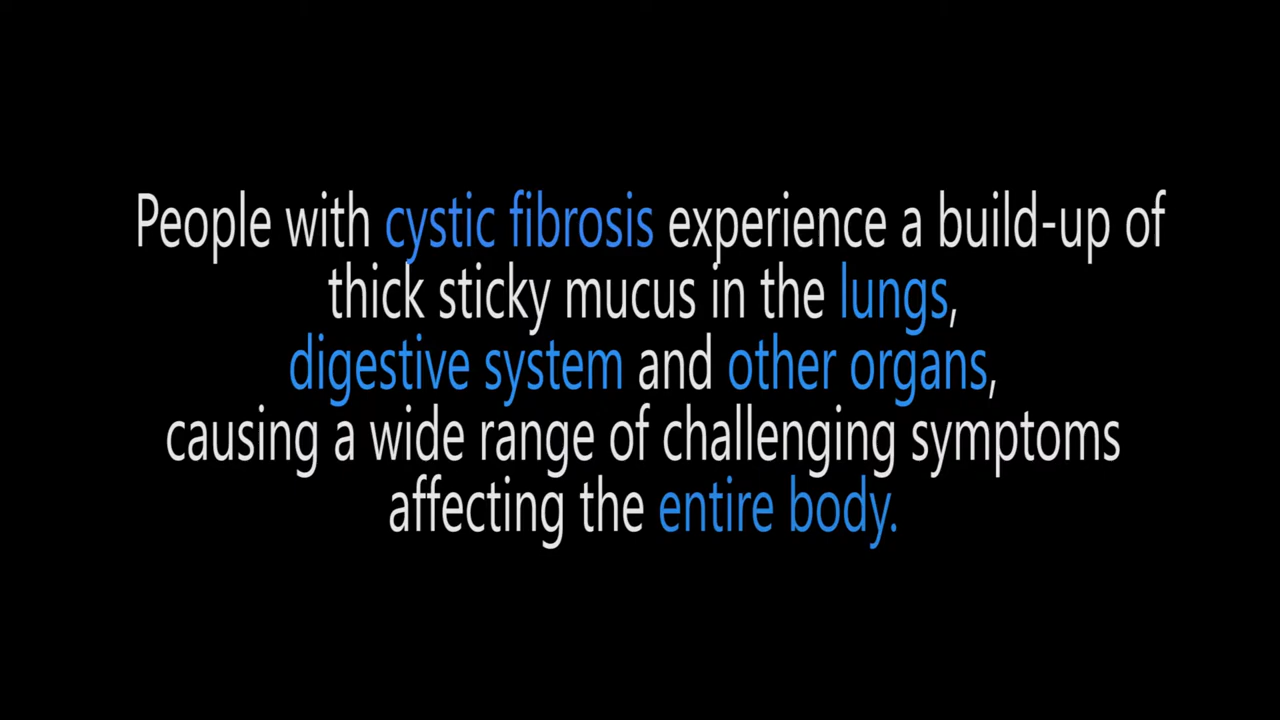 People with cystic fibrosis experience a build-up of
thick sticky mucus in the lungs,
digestive system and other organs,
causing a wide range of challenging symptoms
affecting the entire body.